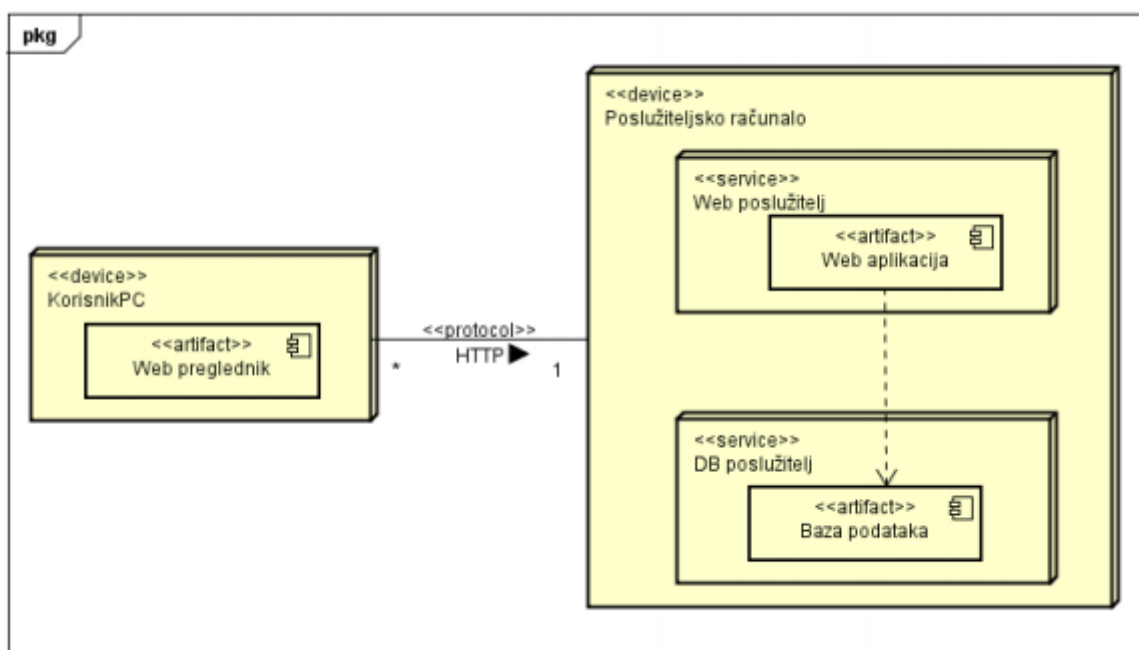 pkg
<<device>>
KorisnikPC
<<artifact>>
Web preglednik
<<protocol>>
HTTP
*
1
<<device>>
Poslužiteljsko računalo
<<service>>
Web poslužitelj
<<artifact>>
Web aplikacija
<<service>>
DB poslužitelj
<<artifact>>
Baza podataka